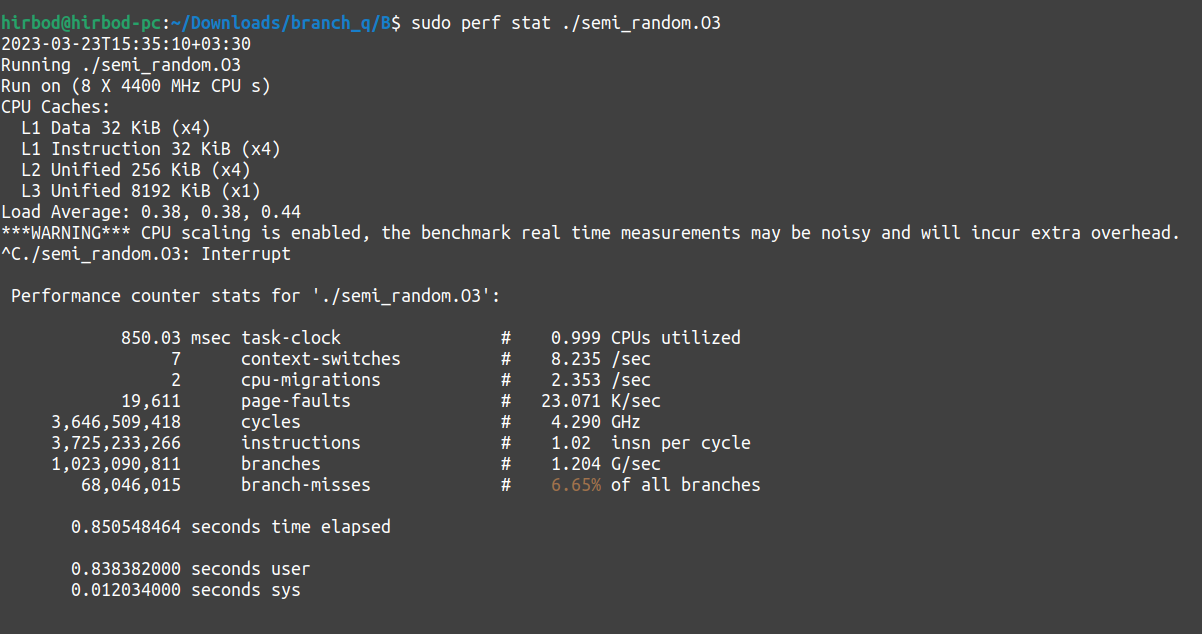 hirbod@hirbod-pc:~/Downloads/branch_q/B$ sudo perf stat ./semi_random.O3
2023-03-23T15:35:10+03:30
Running ./semi_random.O3
Run on (8 X 4400 MHz CPU s)
CPU Caches:
  L1 Data 32 KiB (x4)
  L1 Instruction 32 KiB (x4)
  L2 Unified 256 KiB (x4)
  L3 Unified 8192 KiB (x1)
Load Average: 0.38, 0.38, 0.44
***WARNING*** CPU scaling is enabled, the benchmark real time measurements may be noisy and will incur extra overhead.
^C./semi_random.O3: Interrupt
 Performance counter stats for './semi_random.O3':
            850.03 msec task-clock                #    0.999 CPUs utilized
                 7      context-switches          #    8.235 /sec
                 2      cpu-migrations            #    2.353 /sec
            19,611      page-faults               #   23.071 K/sec
     3,646,509,418      cycles                    #    4.290 GHz
     3,725,233,266      instructions              #    1.02  insn per cycle
     1,023,090,811      branches                  #    1.204 G/sec
        68,046,015      branch-misses             #    6.65% of all branches
       0.850548464 seconds time elapsed
       0.838382000 seconds user
       0.012034000 seconds sys